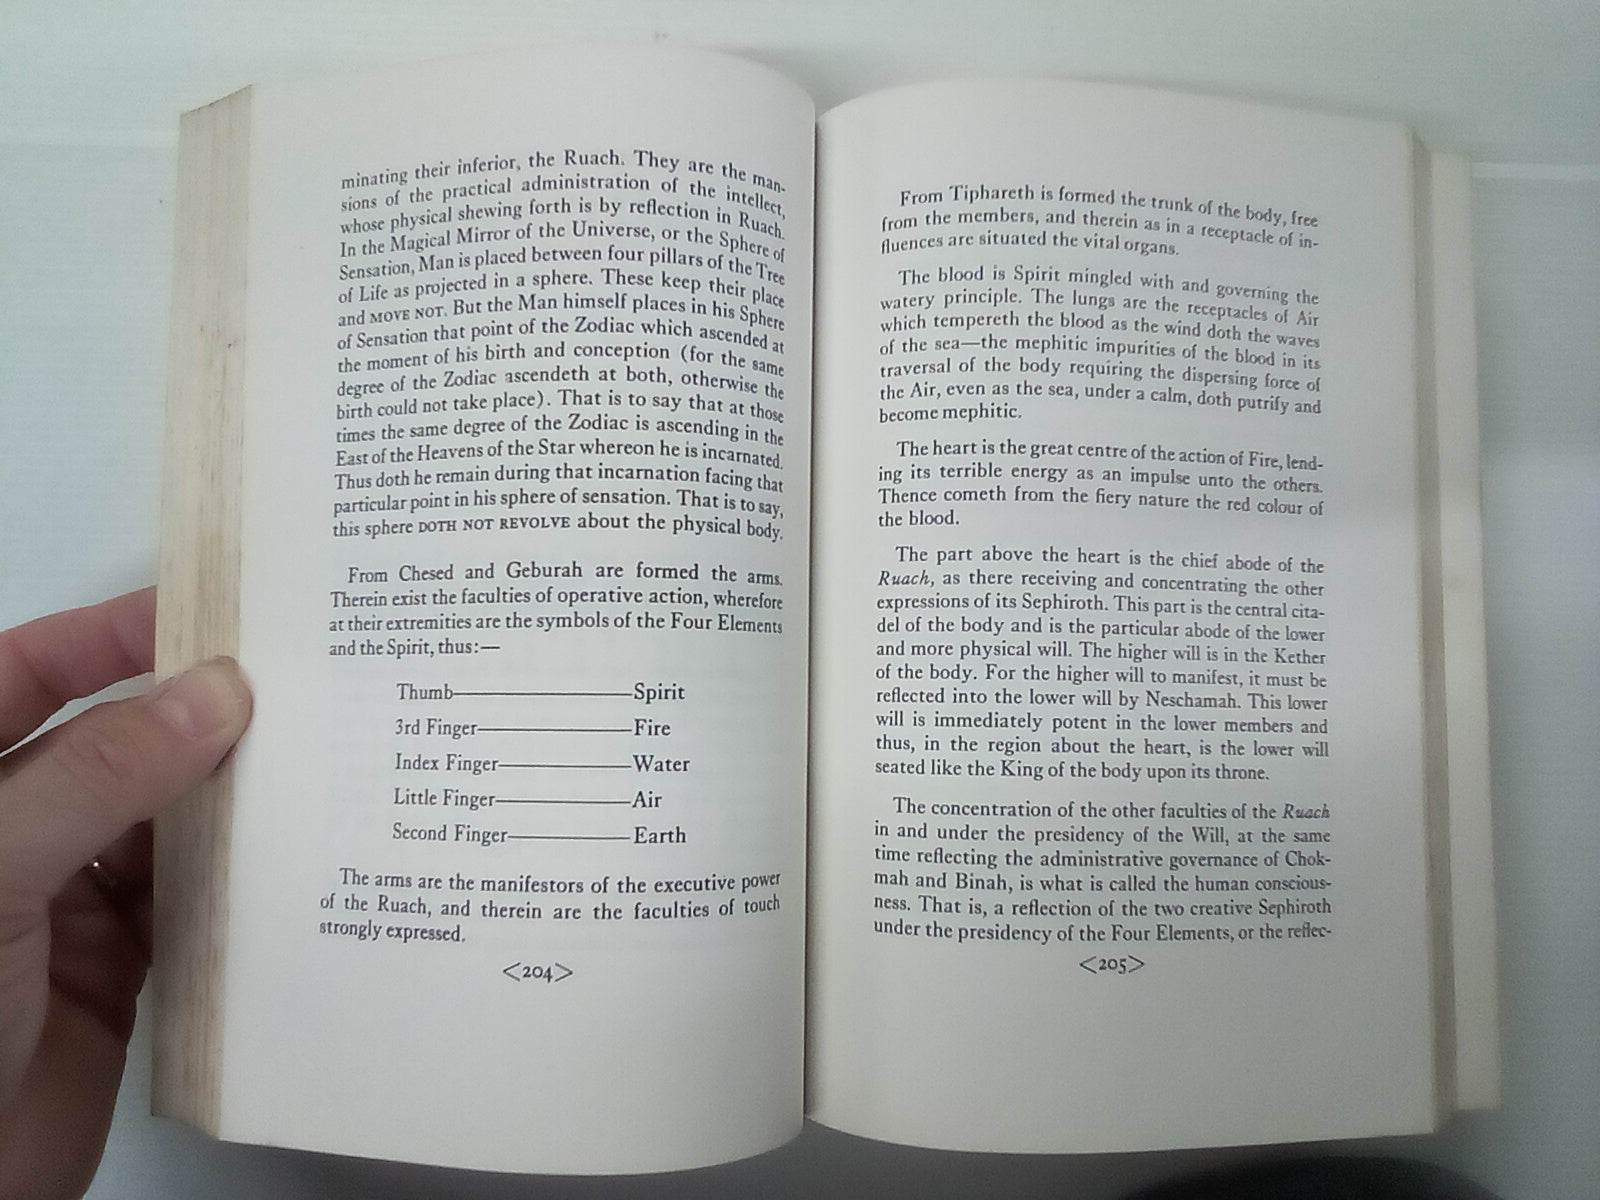 minating their inferior, the Ruach. They are the man-
sions of the practical administration of the intellect,
whose physical shewing forth is by reflection in Ruach.
In the Magical Mirror of the Universe, or the Sphere of
Sensation, Man is placed between four pillars of the Tree
of Life as projected in a sphere. These keep their place
and MOVE NOT. But the Man himself places in his Sphere
of Sensation that point of the Zodiac which ascended at
the moment of his birth and conception (for the same
degree of the Zodiac ascendeth at both, otherwise the
birth could not take place). That is to say that at those
times the same degree of the Zodiac is ascending in the
East of the Heavens of the Star whereon he is incarnated.
Thus doth he remain during that incarnation facing that
particular point in his sphere of sensation. That is to say,
this sphere DOTH NOT REVOLVE about the physical body.
From Chesed and Geburah are formed the arms.
Therein exist the faculties of operative action, wherefore
at their extremities are the symbols of the Four Elements
and the Spirit, thus:—
Thumb—Spirit
3rd Finger—Fire
Index Finger—Water
Little Finger—Air
Second Finger—Earth
The arms are the manifestors of the executive power
of the Ruach, and therein are the faculties of touch
strongly expressed.
<204>
From Tiphareth is formed the trunk of the body, free
from the members, and therein as in a receptacle of in-
fluences are situated the vital organs.
The blood is Spirit mingled with and governing the
watery principle. The lungs are the receptacles of Air
which tempereth the blood as the wind doth the waves
of the sea—the mephitic impurities of the blood in its
traversal of the body requiring the dispersing force of
the Air, even as the sea, under a calm, doth putrify and
become mephitic.
The heart is the great centre of the action of Fire, lend-
ing its terrible energy as an impulse unto the others.
Thence cometh from the fiery nature the red colour of
the blood.
The part above the heart is the chief abode of the
Ruach, as there receiving and concentrating the other
expressions of its Sephiroth. This part is the central cita-
del of the body and is the particular abode of the lower
and more physical will. The higher will is in the Kether
of the body. For the higher will to manifest, it must be
reflected into the lower will by Neschamah. This lower
will is immediately potent in the lower members and
thus, in the region about the heart, is the lower will
seated like the King of the body upon its throne.
The concentration of the other faculties of the Ruach
in and under the presidency of the Will, at the same
time reflecting the administrative governance of Chok-
mah and Binah, is what is called the human conscious-
ness. That is, a reflection of the two creative Sephiroth
under the presidency of the Four Elements, or the reflec-
<205>